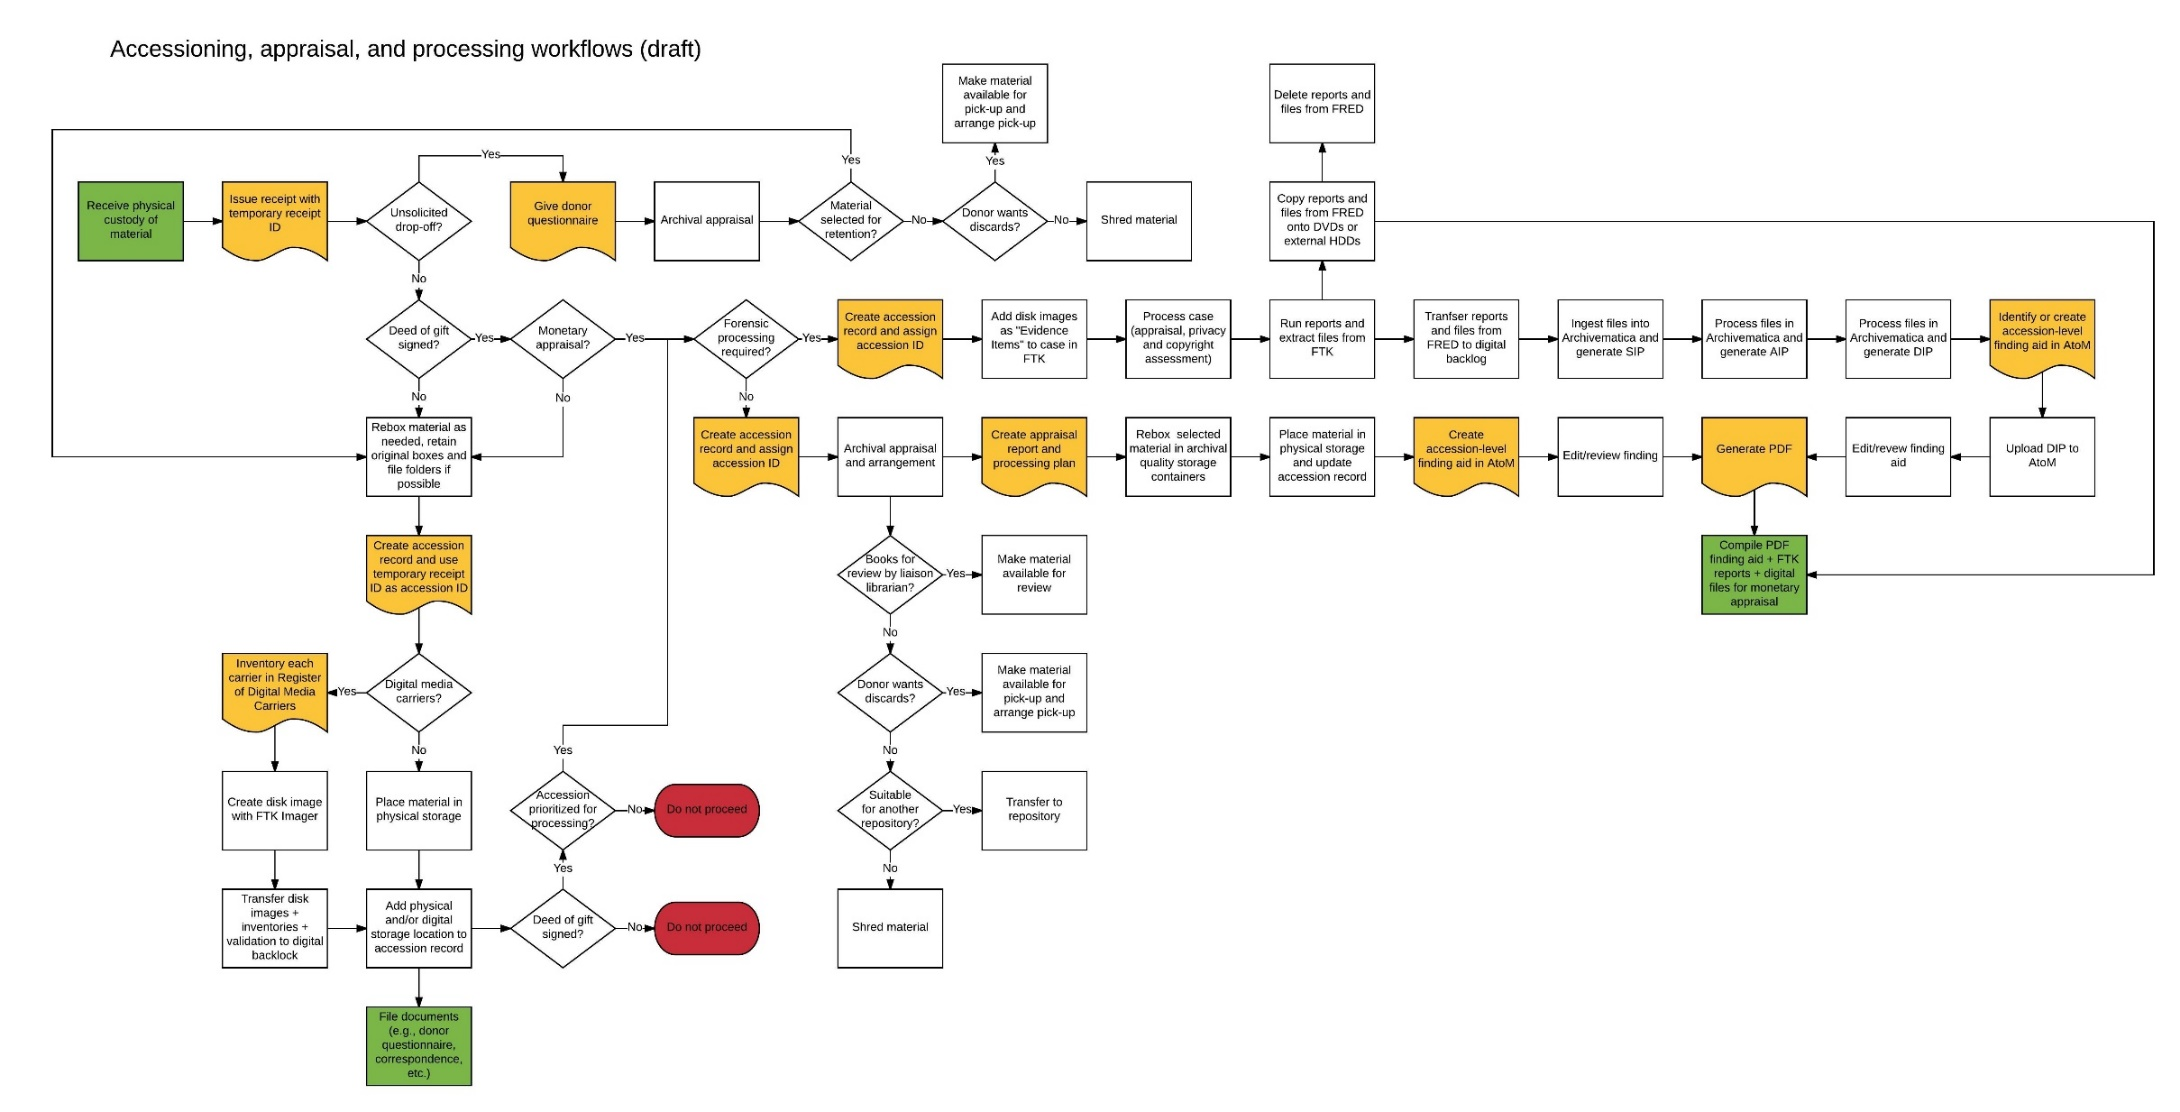 Accessioning, appraisal, and processing workflows (draft)
Make material
available for
pick-up and
arrange pick-up
Delete reports and
files from FRED
Yes
Yes
Yes
Receive physical
custody of
material
Issue receipt with
temporary receipt
ID
Unsolicited
drop-off?
Give donor
questionnaire
Archival appraisal
Material
selected for
retention?
No
Donor wants
discards?
No
Shred material
Copy reports and
files from FRED
onto DVDs or
external HDDs
No
Deed of gift
signed?
Yes
Monetary
appraisal?
Yes
Forensic
processing
required?
Yes
Create accession
record and assign
accession ID
Add disk images
as "Evidence
Items" to case in
FTK
Process case
(appraisal, privacy
and copyright
assessment)
Run reports and
extract files from
FTK
Tranfser reports
and files from
FRED to digital
backlog
Ingest files into
Archivematica and
generate SIP
Process files in
Archivematica and
generate AIP
Process files in
Archivematica and
generate DIP
Identify or create
accession-level
finding aid in AtoM
No
No
No
Rebox material as
needed, retain
original boxes and
file folders if
possible
Create accession
record and assign
accession ID
Archival appraisal
and arrangement
Create appraisal
report and
processing plan
Rebox selected
material in archival
quality storage
containers
Place material in
physical storage
and update
accession record
Create
accession-level
finding aid in AtoM
Edit/review finding
Generate PDF
Edit/revew finding
aid
Upload DIP to
AtoM
Create accession
record and use
temporary receipt
ID as accession ID
Books for
review by liaison
librarian?
Yes
Make material
available for
review
Compile PDF
finding aid + FTK
reports + digital
files for monetary
appraisal
No
Inventory each
carrier in Register
of Digital Media
Carriers
Yes
Digital media
carriers?
Donor wants
discards?
Yes
Make material
available for
pick-up and
arrange pick-up
No
Yes
No
Create disk image
with FTK Imager
Place material in
physical storage
Accession
prioritized for
processing?
No
Do not proceed
Suitable
for another
repository?
Yes
Transfer to
repository
Yes
No
Transfer disk
images +
inventories +
validation to digital
backlock
Add physical
and/or digital
storage location to
accession record
Deed of gift
signed?
No
Do not proceed
Shred material
File documents
(e.g., donor
questionnaire,
correspondence,
etc.)